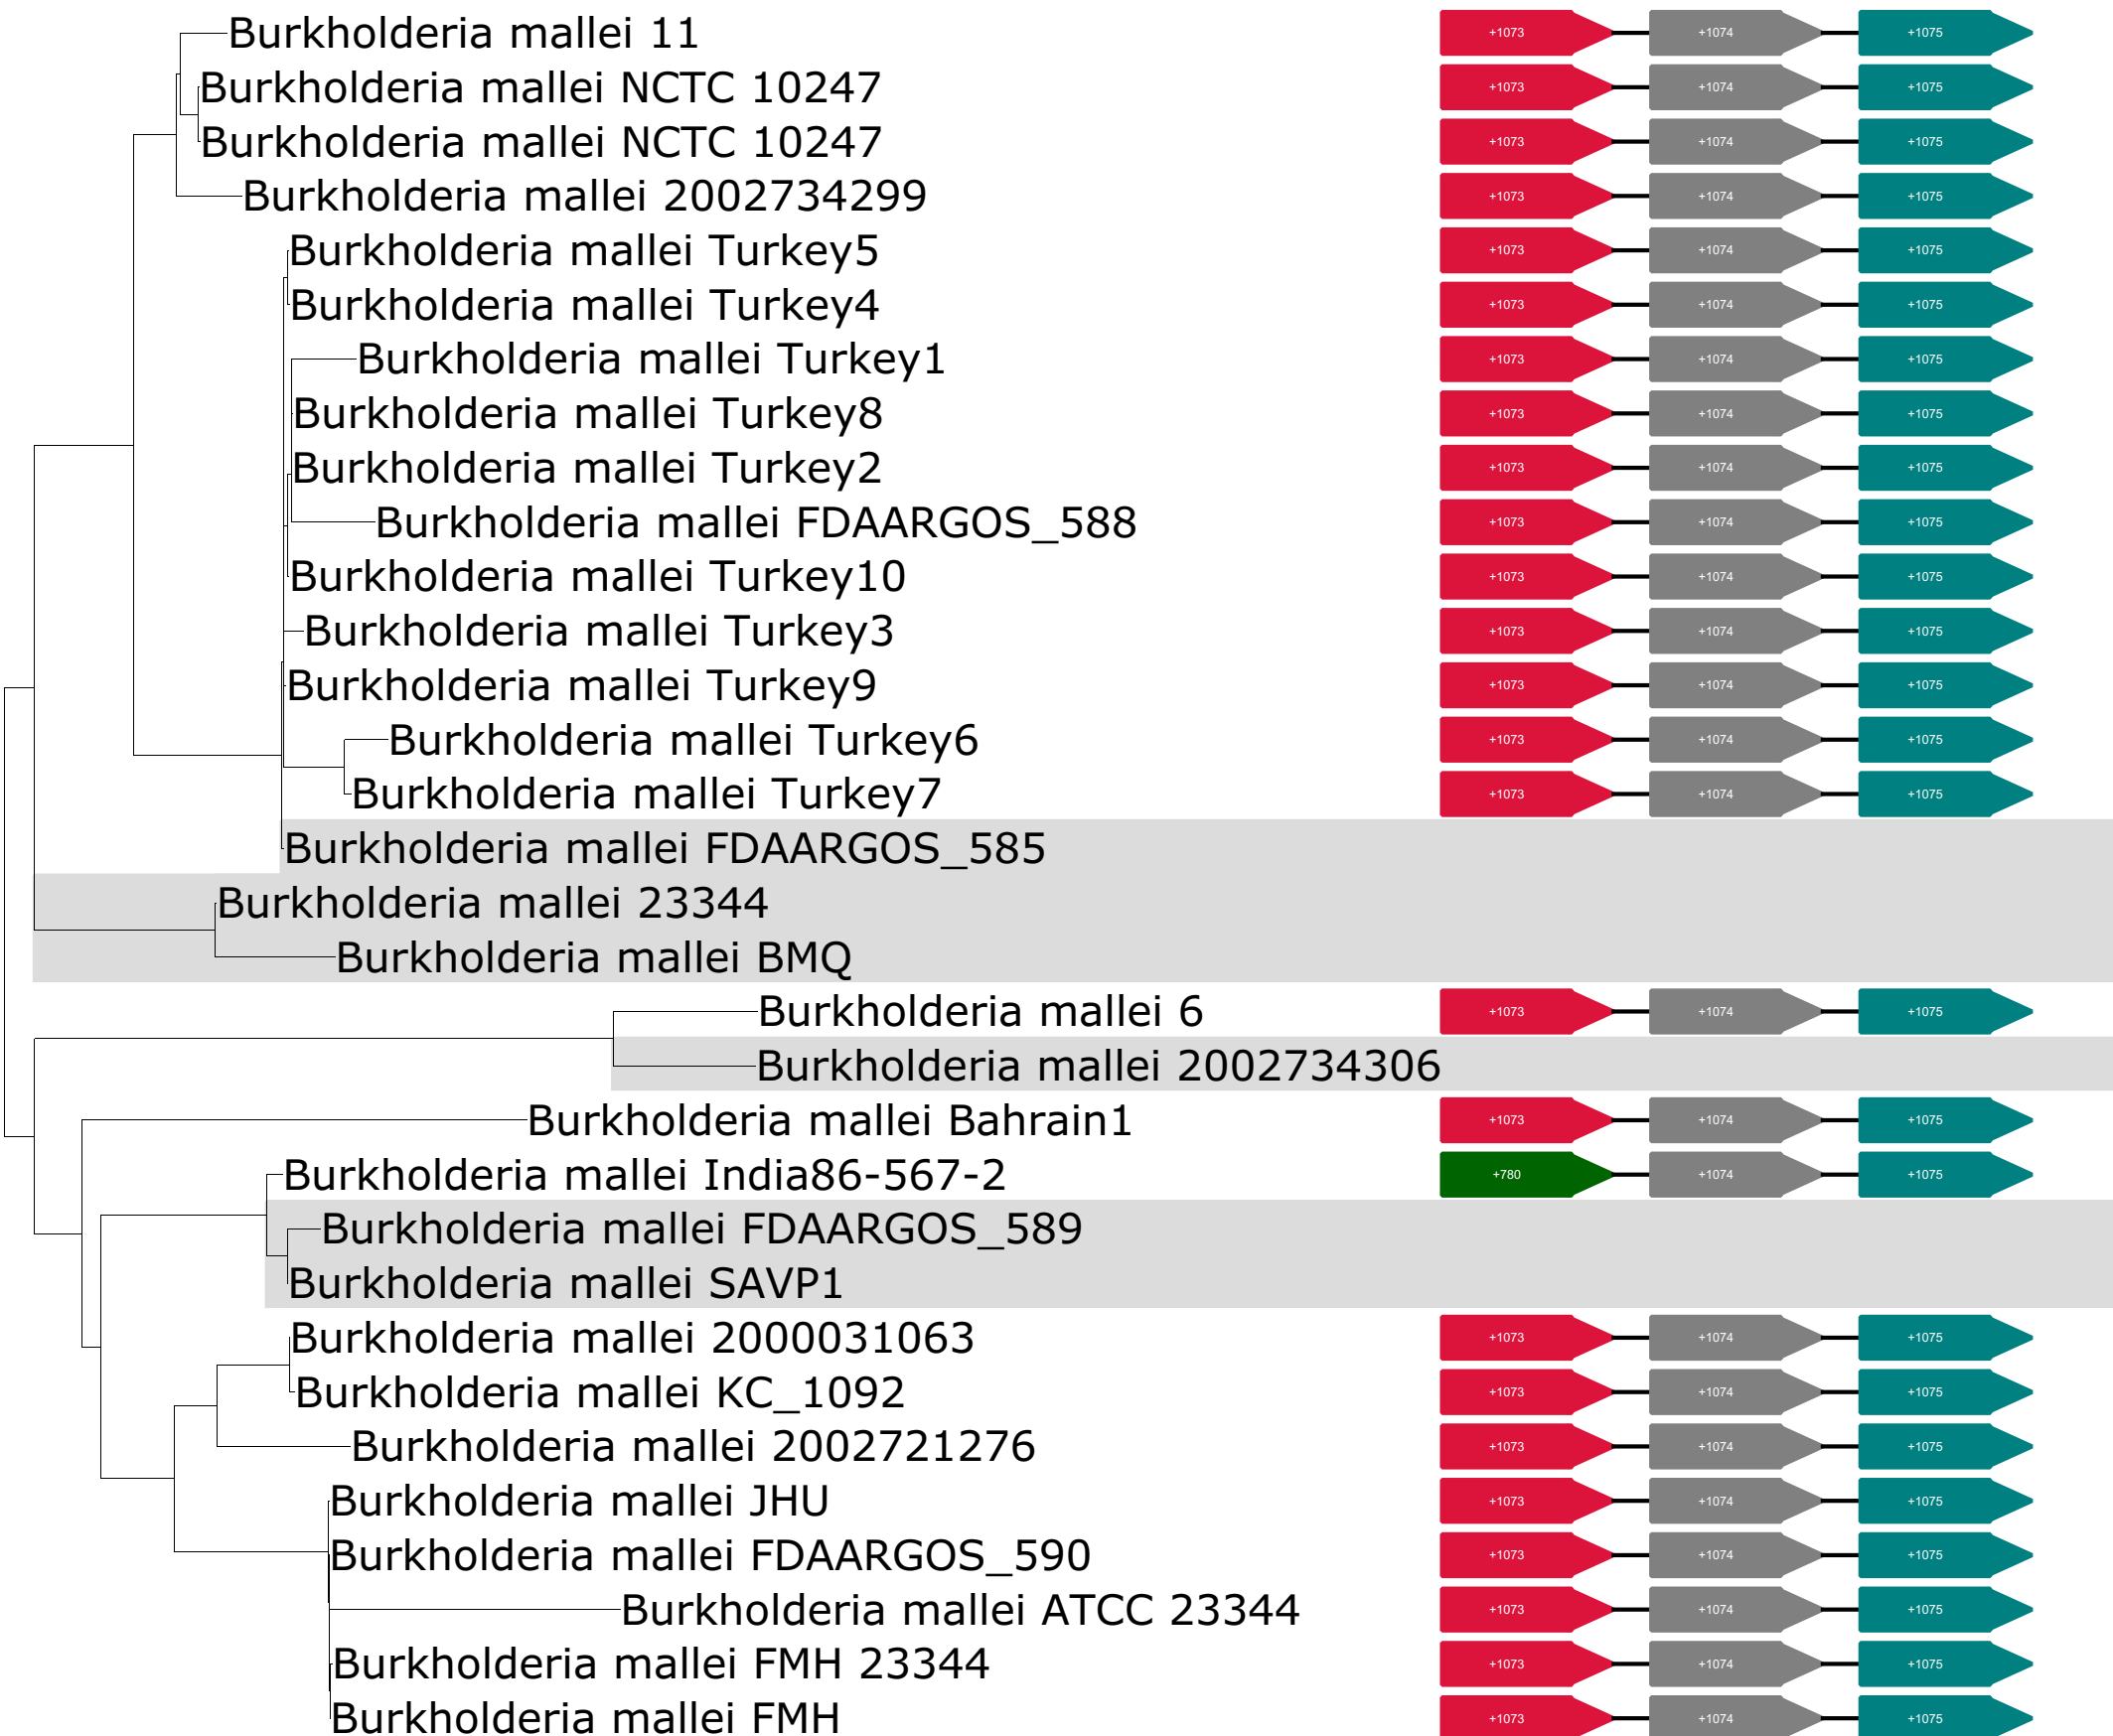 Burkholderia mallei 11 +1073 +1074 +1075
Burkholderia mallei NCTC 10247 +1073 +1074 +1075
Burkholderia mallei NCTC 10247 +1073 +1074 +1075
Burkholderia mallei 2002734299 +1073 +1074 +1075
Burkholderia mallei Turkey5 +1073 +1074 +1075
Burkholderia mallei Turkey4 +1073 +1074 +1075
Burkholderia mallei Turkey1 +1073 +1074 +1075
Burkholderia mallei Turkey8 +1073 +1074 +1075
Burkholderia mallei Turkey2 +1073 +1074 +1075
Burkholderia mallei FDAARGOS_588 +1073 +1074 +1075
Burkholderia mallei Turkey10 +1073 +1074 +1075
Burkholderia mallei Turkey3 +1073 +1074 +1075
Burkholderia mallei Turkey9 +1073 +1074 +1075
Burkholderia mallei Turkey6 +1073 +1074 +1075
Burkholderia mallei Turkey7 +1073 +1074 +1075
Burkholderia mallei FDAARGOS_585
Burkholderia mallei 23344
Burkholderia mallei BMQ
Burkholderia mallei 6 +1073 +1074 +1075
Burkholderia mallei 2002734306
Burkholderia mallei Bahrain1 +1073 +1074 +1075
Burkholderia mallei India86-567-2 +780 +1074 +1075
Burkholderia mallei FDAARGOS_589
Burkholderia mallei SAVP1
Burkholderia mallei 2000031063 +1073 +1074 +1075
Burkholderia mallei KC_1092 +1073 +1074 +1075
Burkholderia mallei 2002721276 +1073 +1074 +1075
Burkholderia mallei JHU +1073 +1074 +1075
Burkholderia mallei FDAARGOS_590 +1073 +1074 +1075
Burkholderia mallei ATCC 23344 +1073 +1074 +1075
Burkholderia mallei FMH 23344 +1073 +1074 +1075
Burkholderia mallei FMH +1073 +1074 +1075